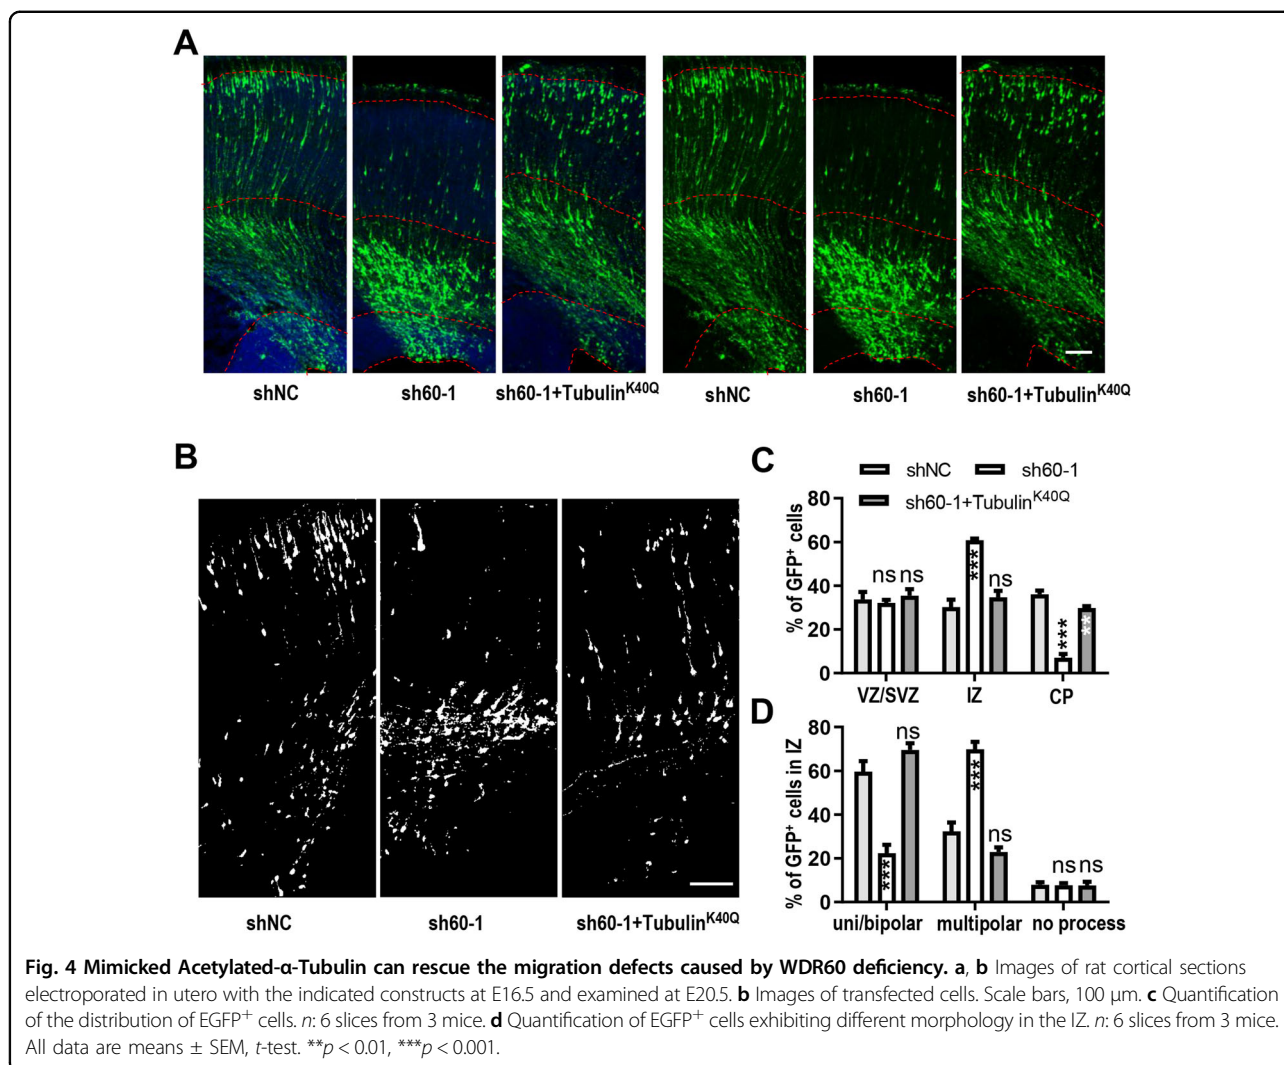 A
shNC
sh60-1
sh60-1+Tubulin^K40Q
shNC
sh60-1
sh60-1+Tubulin^K40Q
B
shNC
sh60-1
sh60-1+Tubulin^K40Q
C
shNC
sh60-1
sh60-1+Tubulin^K40Q
% of GFP⁺ cells
80
60
40
20
0
ns
ns
***
ns
***
**
VZ/SVZ
IZ
CP
D
% of GFP⁺ cells in IZ
80
60
40
20
0
***
ns
***
ns
ns
ns
uni/bipolar
multipolar
no process
Fig. 4 Mimicked Acetylated-α-Tubulin can rescue the migration defects caused by WDR60 deficiency. a, b Images of rat cortical sections
electroporated in utero with the indicated constructs at E16.5 and examined at E20.5. b Images of transfected cells. Scale bars, 100 μm. c Quantification
of the distribution of EGFP⁺ cells. n: 6 slices from 3 mice. d Quantification of EGFP⁺ cells exhibiting different morphology in the IZ. n: 6 slices from 3 mice.
All data are means ± SEM, t-test. **p < 0.01, ***p < 0.001.